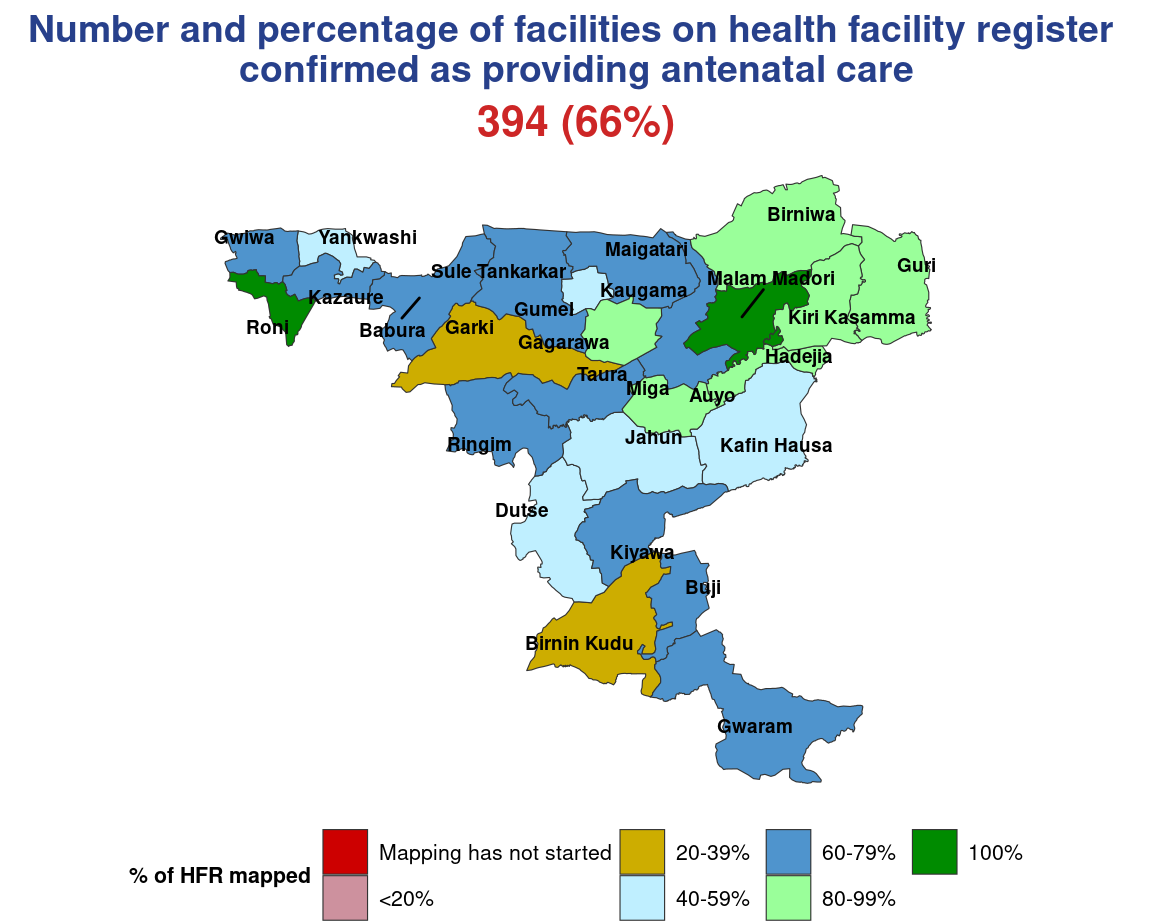 Number and percentage of facilities on health facility register
confirmed as providing antenatal care
394 (66%)
Birniwa
Gwiwa
Yankwashi
Maigatari
Guri
Sule Tankarkar
Malam Madori
Kaugama
Kazaure
Gumel
Kiri Kasamma
Roni
Babura
Garki
Gagarawa
Hadejia
Taura
Miga
Auyo
Jahun
Ringim
Kafin Hausa
Dutse
Kiyawa
Buji
Birnin Kudu
Gwaram
% of HFR mapped
Mapping has not started
20-39%
60-79%
100%
<20%
40-59%
80-99%